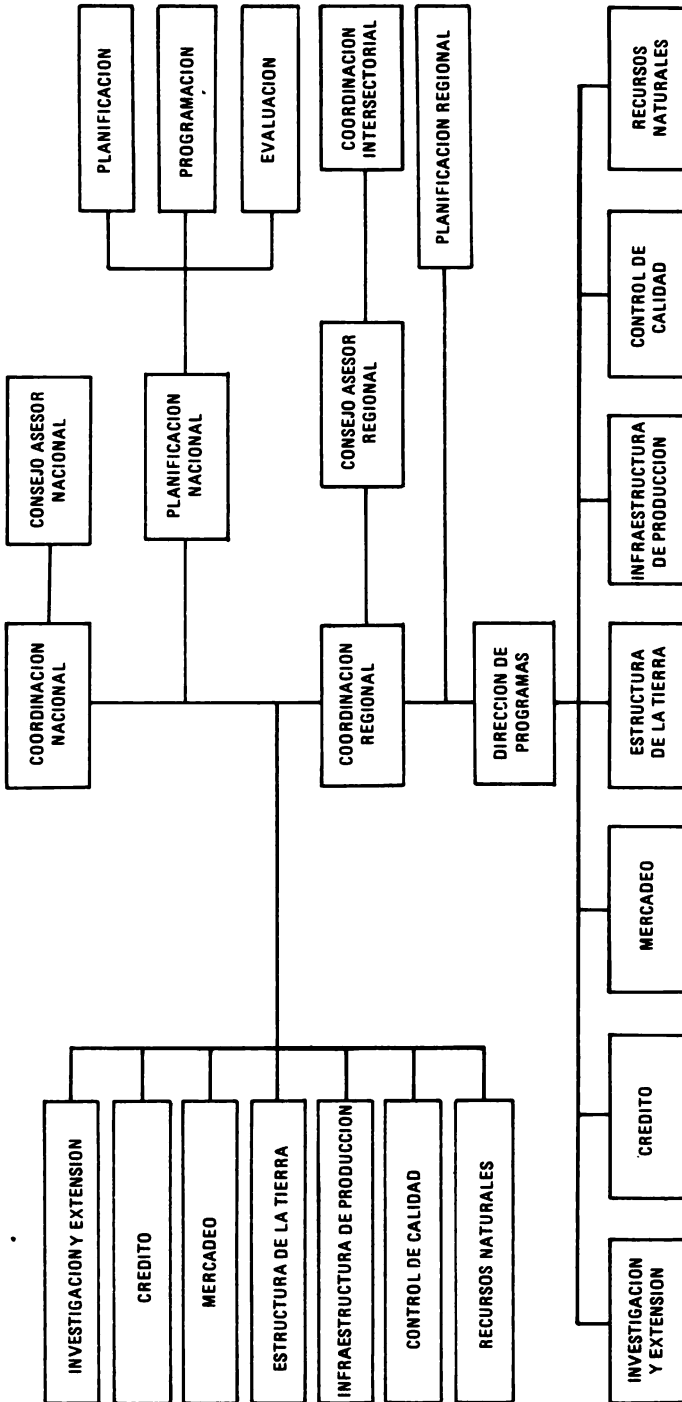 COORDINACION
NACIONAL
CONSEJO ASESOR
NACIONAL
PLANIFICACION
NACIONAL
PLANIFICACION
PROGRAMACION
EVALUACION
INVESTIGACION Y EXTENSION
CREDITO
MERCADEO
ESTRUCTURA DE LA TIERRA
INFRAESTRUCTURA DE PRODUCCION
CONTROL DE CALIDAD
RECURSOS NATURALES
COORDINACION
REGIONAL
CONSEJO ASESOR
REGIONAL
COORDINACION
INTERSECTORIAL
PLANIFICACION REGIONAL
DIRECCION DE
PROGRAMAS
INVESTIGACION
Y EXTENSION
CREDITO
MERCADEO
ESTRUCTURA
DE LA TIERRA
INFRAESTRUCTURA
DE PRODUCCION
CONTROL DE
CALIDAD
RECURSOS
NATURALES